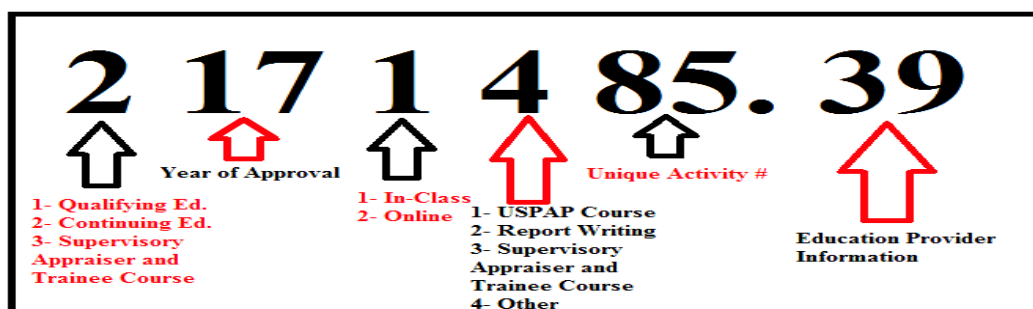 2 17 1 4 85. 39
Year of Approval
1- Qualifying Ed.
2- Continuing Ed.
3- Supervisory
Appraiser and
Trainee Course
1- In-Class
2- Online
1- USPAP Course
2- Report Writing
3- Supervisory
Appraiser and
Trainee Course
4- Other
Unique Activity #
Education Provider
Information